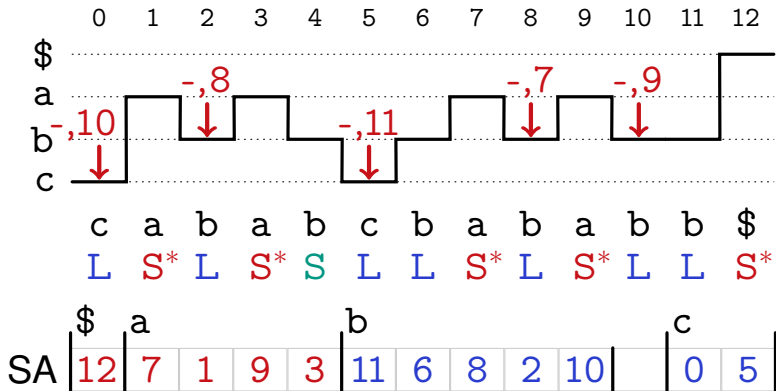 0 1 2 3 4 5 6 7 8 9 10 11 12
$
-,8 -,7 -,9
a
-,10 -,11
b
c
c a b a b c b a b a b b $
L S* L S* S L L S* L S* L L S*
$ a b c
SA 12 7 1 9 3 11 6 8 2 10 0 5